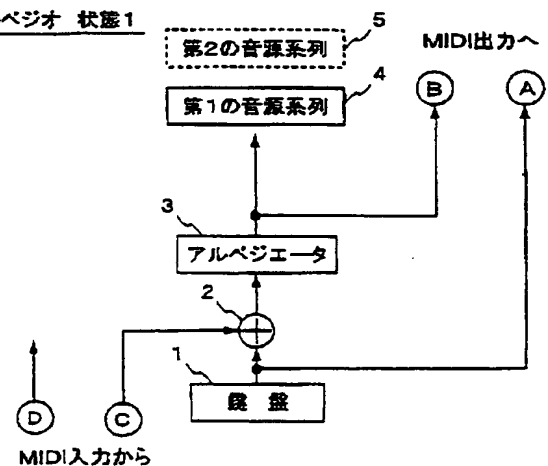 ペジオ 状態1
第2の音源系列
5
MIDI出力へ
第1の音源系列
4
B
A
3
アルペジエータ
2
1
鍵 盤
D
C
MIDI入力から